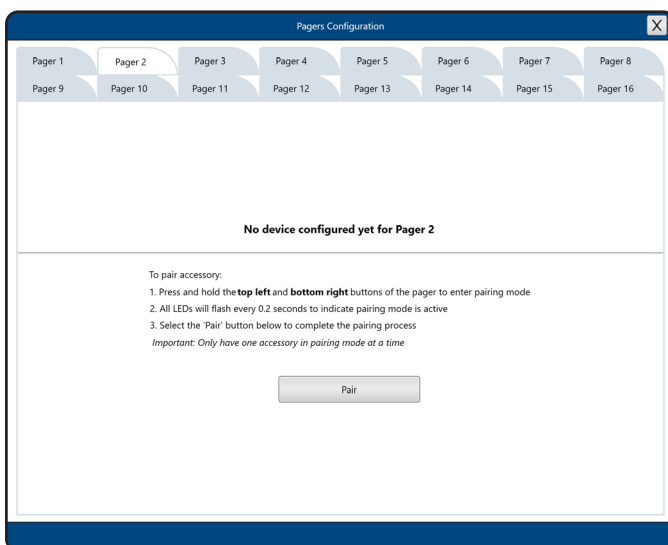 Pagers Configuration
X
Pager 1 Pager 2 Pager 3 Pager 4 Pager 5 Pager 6 Pager 7 Pager 8
Pager 9 Pager 10 Pager 11 Pager 12 Pager 13 Pager 14 Pager 15 Pager 16
No device configured yet for Pager 2
To pair accessory:
1. Press and hold the top left and bottom right buttons of the pager to enter pairing mode
2. All LEDs will flash every 0.2 seconds to indicate pairing mode is active
3. Select the 'Pair' button below to complete the pairing process
Important: Only have one accessory in pairing mode at a time
Pair